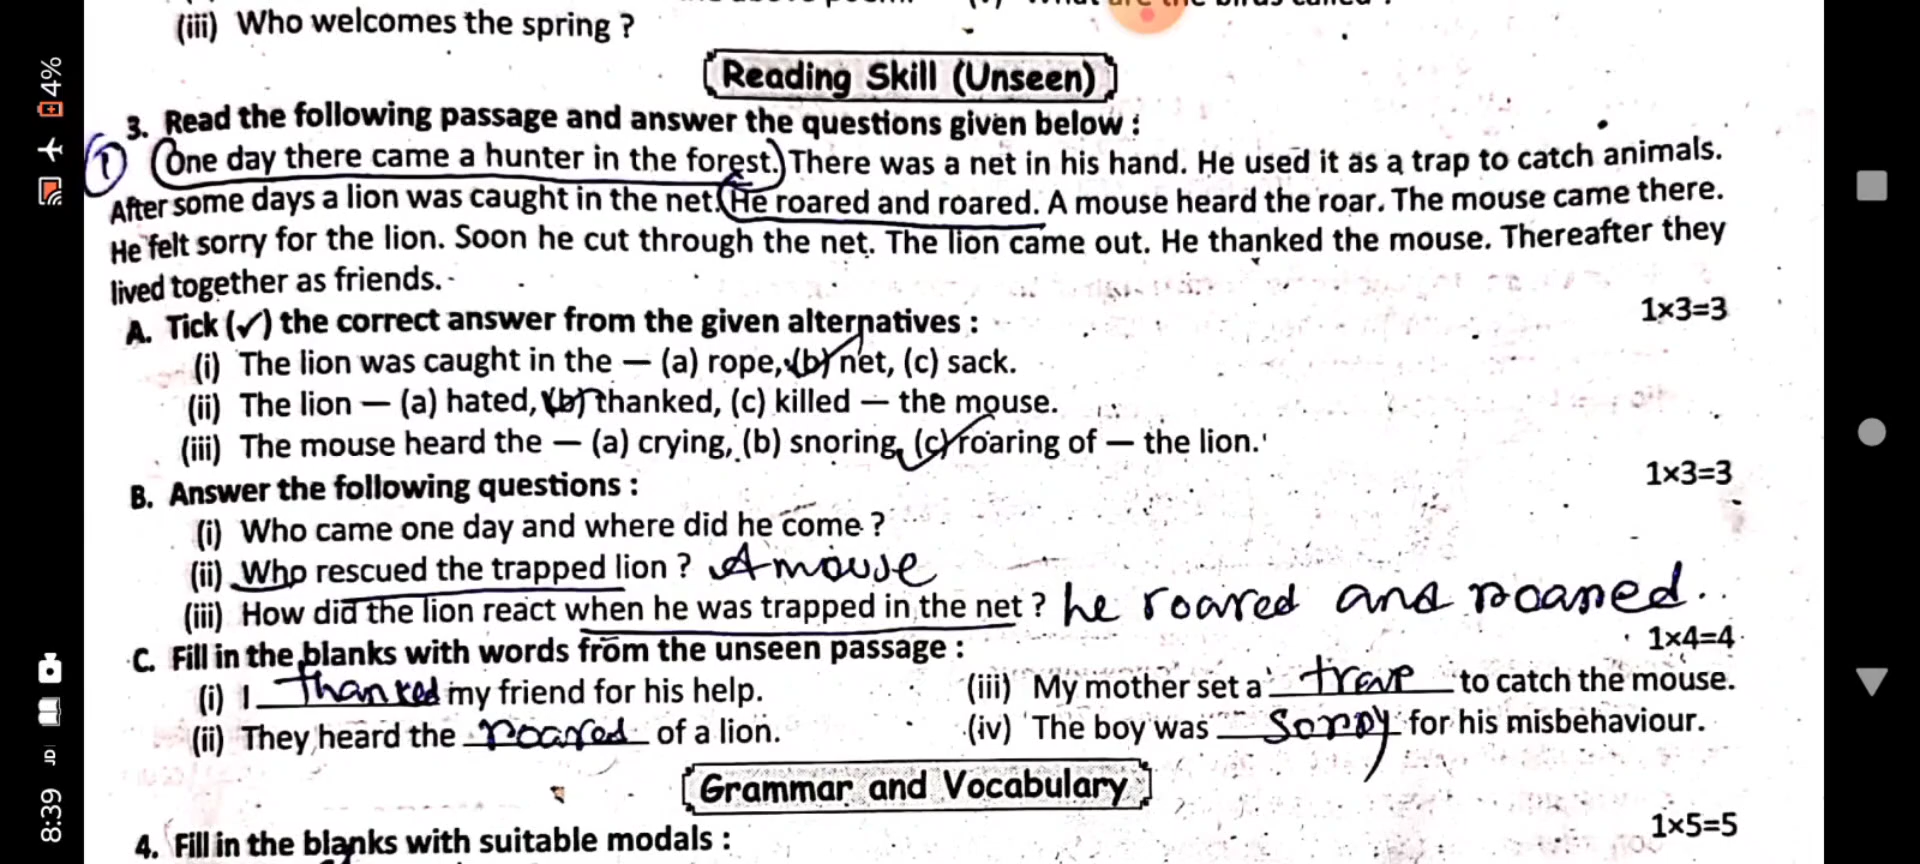 (iii) Who welcomes the spring ?
Reading Skill (Unseen)
3. Read the following passage and answer the questions given below :
(1) One day there came a hunter in the forest. There was a net in his hand. He used it as a trap to catch animals.
After some days a lion was caught in the net. He roared and roared. A mouse heard the roar. The mouse came there.
He felt sorry for the lion. Soon he cut through the net. The lion came out. He thanked the mouse. Thereafter they
lived together as friends.
A. Tick (✓) the correct answer from the given alternatives : 1×3=3
(i) The lion was caught in the — (a) rope, (b) net, (c) sack.
(ii) The lion — (a) hated, (b) thanked, (c) killed — the mouse.
(iii) The mouse heard the — (a) crying, (b) snoring, (c) roaring of — the lion.
B. Answer the following questions : 1×3=3
(i) Who came one day and where did he come ?
(ii) Who rescued the trapped lion ? A mouse
(iii) How did the lion react when he was trapped in the net ? he roared and roared.
C. Fill in the blanks with words from the unseen passage : 1×4=4
(i) I thanked my friend for his help. (iii) My mother set a trap to catch the mouse.
(ii) They heard the roared of a lion. (iv) The boy was sorry for his misbehaviour.
Grammar and Vocabulary
4. Fill in the blanks with suitable modals : 1×5=5
4%
8:39